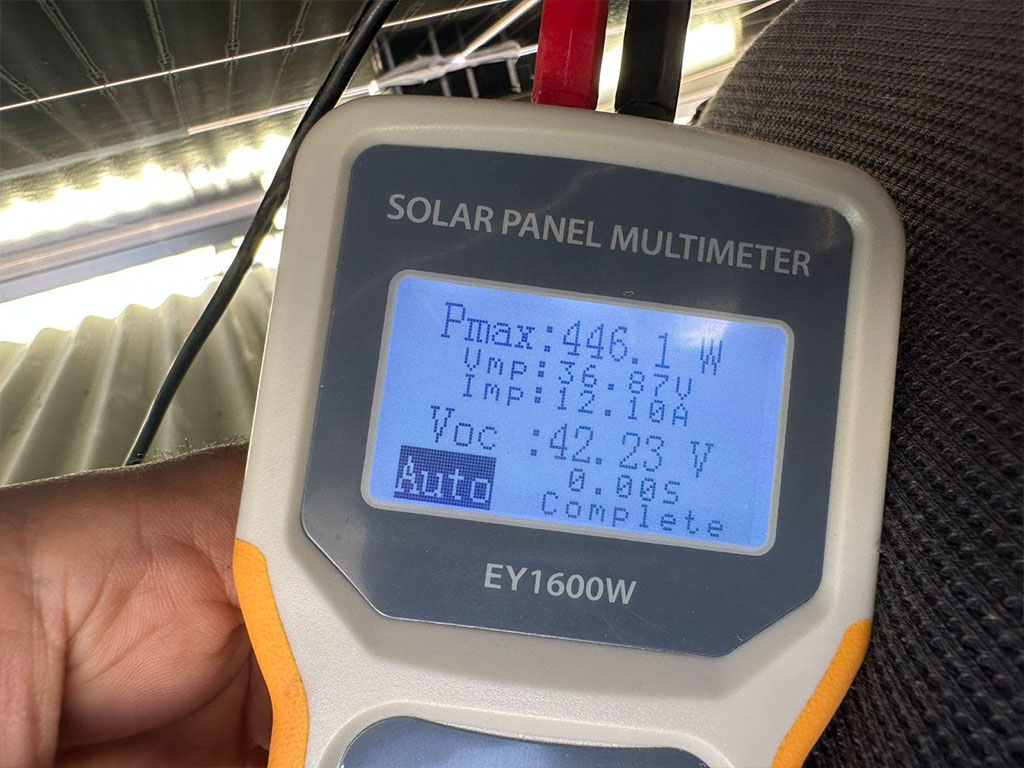 SOLAR PANEL MULTIMETER
Pmax:446.1 W
Vmp:36.87v
Imp:12.10A
Voc :42.23 V
Auto
0.00s
Complete
EY1600W